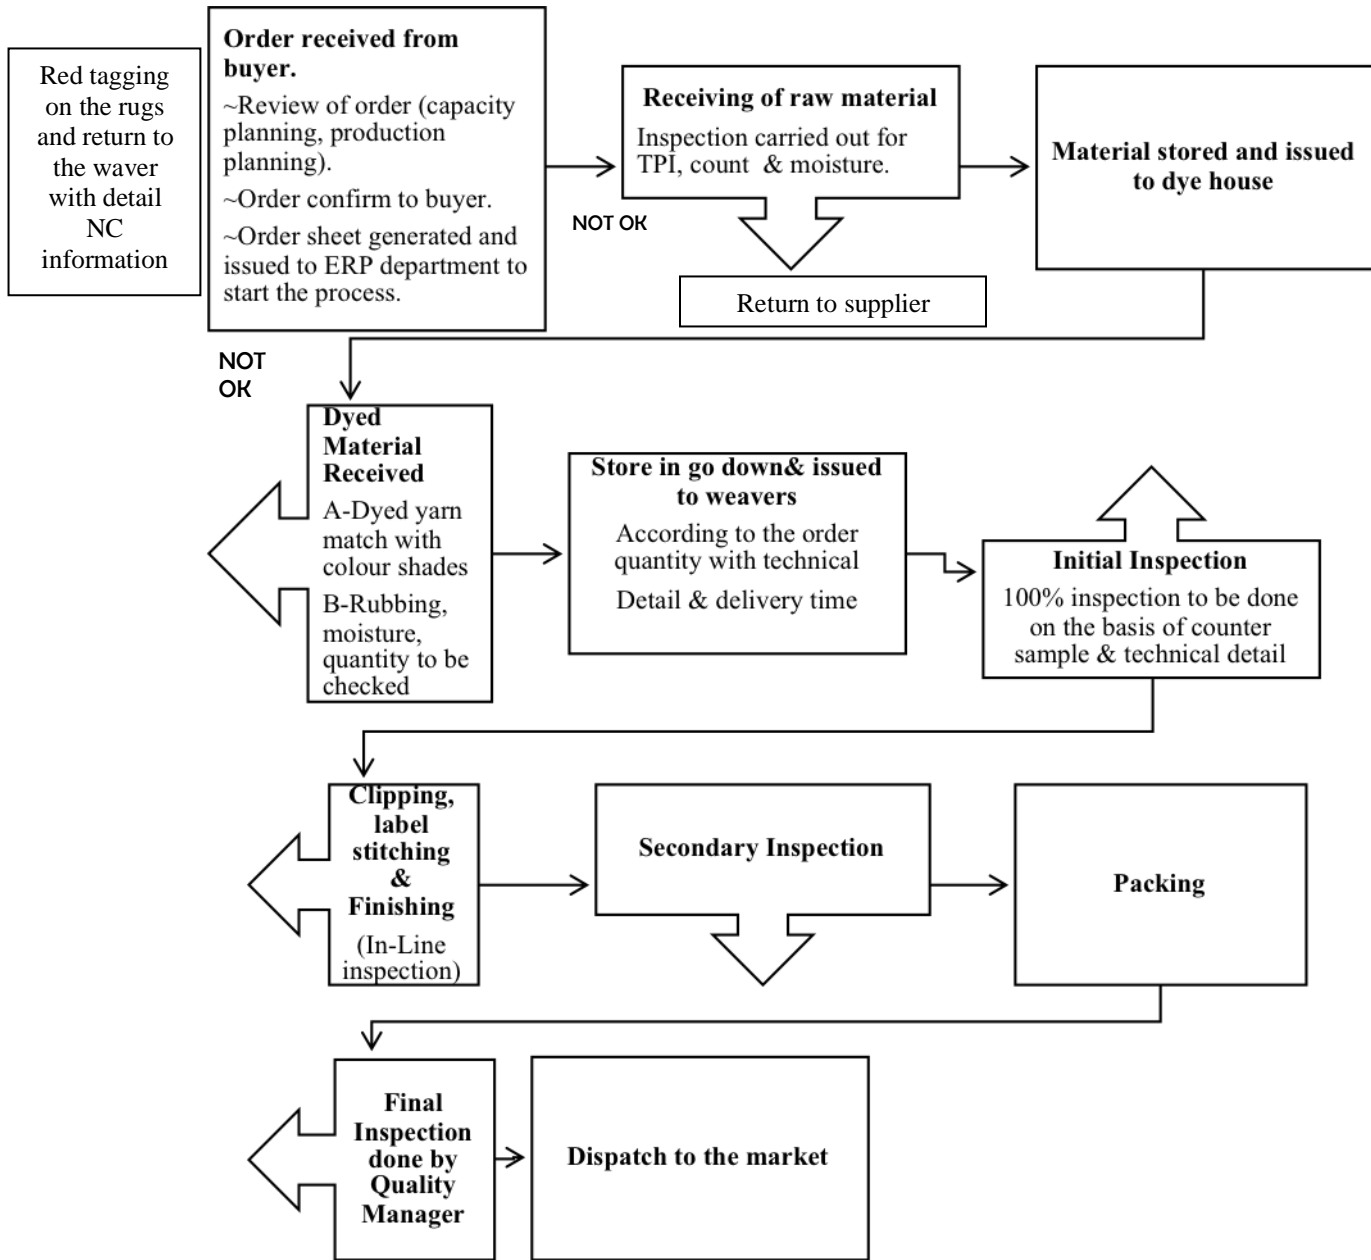 Red tagging
on the rugs
and return to
the waver
with detail
NC
information
Order received from
buyer.
~Review of order (capacity
planning, production
planning).
~Order confirm to buyer.
~Order sheet generated and
issued to ERP department to
start the process.
Receiving of raw material
Inspection carried out for
TPI, count & moisture.
NOT OK
Return to supplier
Material stored and issued
to dye house
NOT
OK
Dyed
Material
Received
A-Dyed yarn
match with
colour shades
B-Rubbing,
moisture,
quantity to be
checked
Store in go down& issued
to weavers
According to the order
quantity with technical
Detail & delivery time
Initial Inspection
100% inspection to be done
on the basis of counter
sample & technical detail
Clipping,
label
stitching
&
Finishing
(In-Line
inspection)
Secondary Inspection
Packing
Final
Inspection
done by
Quality
Manager
Dispatch to the market